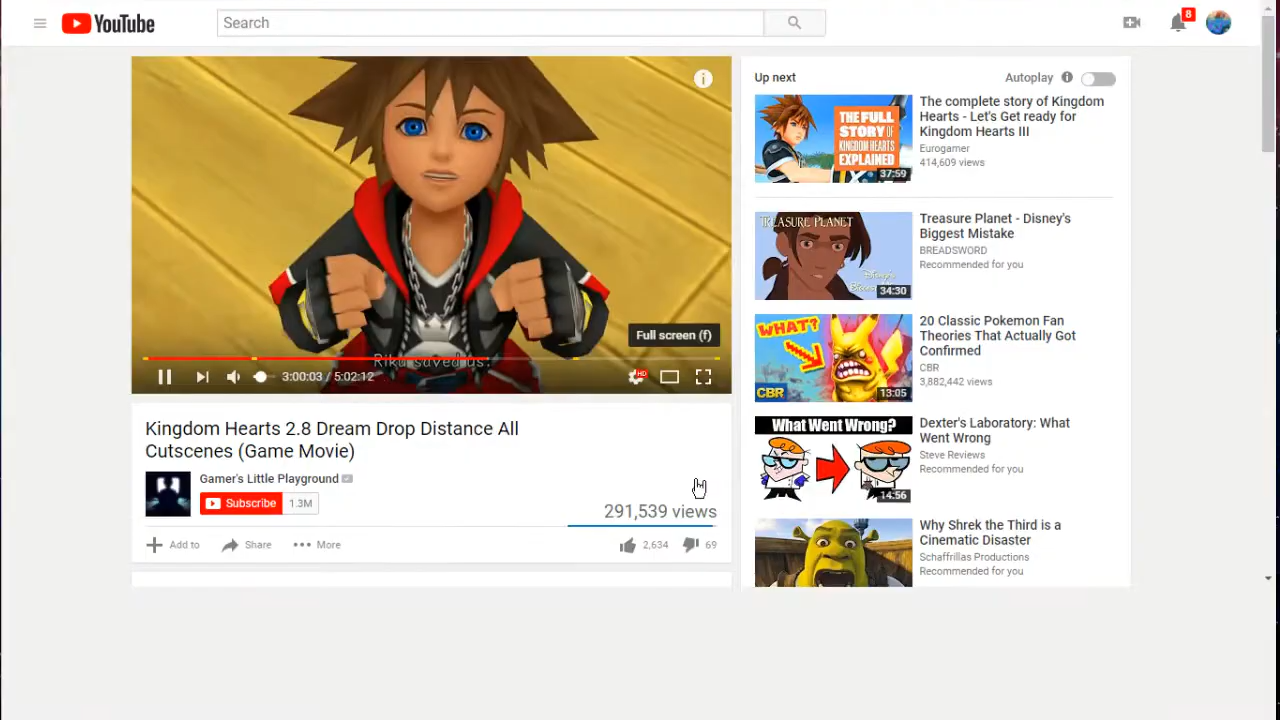 YouTube
Search
8
i
Riku saved us.
Full screen (f)
HD
3:00:03 / 5:02:12
Kingdom Hearts 2.8 Dream Drop Distance All
Cutscenes (Game Movie)
Gamer's Little Playground
Subscribe 1.3M
291,539 views
Add to Share More 2,634 69
Up next
Autoplay
THE FULL
STORY OF
KINGDOM HEARTS
EXPLAINED
37:59
The complete story of Kingdom
Hearts - Let's Get ready for
Kingdom Hearts III
Eurogamer
414,609 views
TREASURE PLANET
34:30
Treasure Planet - Disney's
Biggest Mistake
BREADSWORD
Recommended for you
WHAT?
CBR
13:05
20 Classic Pokemon Fan
Theories That Actually Got
Confirmed
CBR
3,882,442 views
What Went Wrong?
14:56
Dexter's Laboratory: What
Went Wrong
Steve Reviews
Recommended for you
Why Shrek the Third is a
Cinematic Disaster
Schaffrillas Productions
Recommended for you